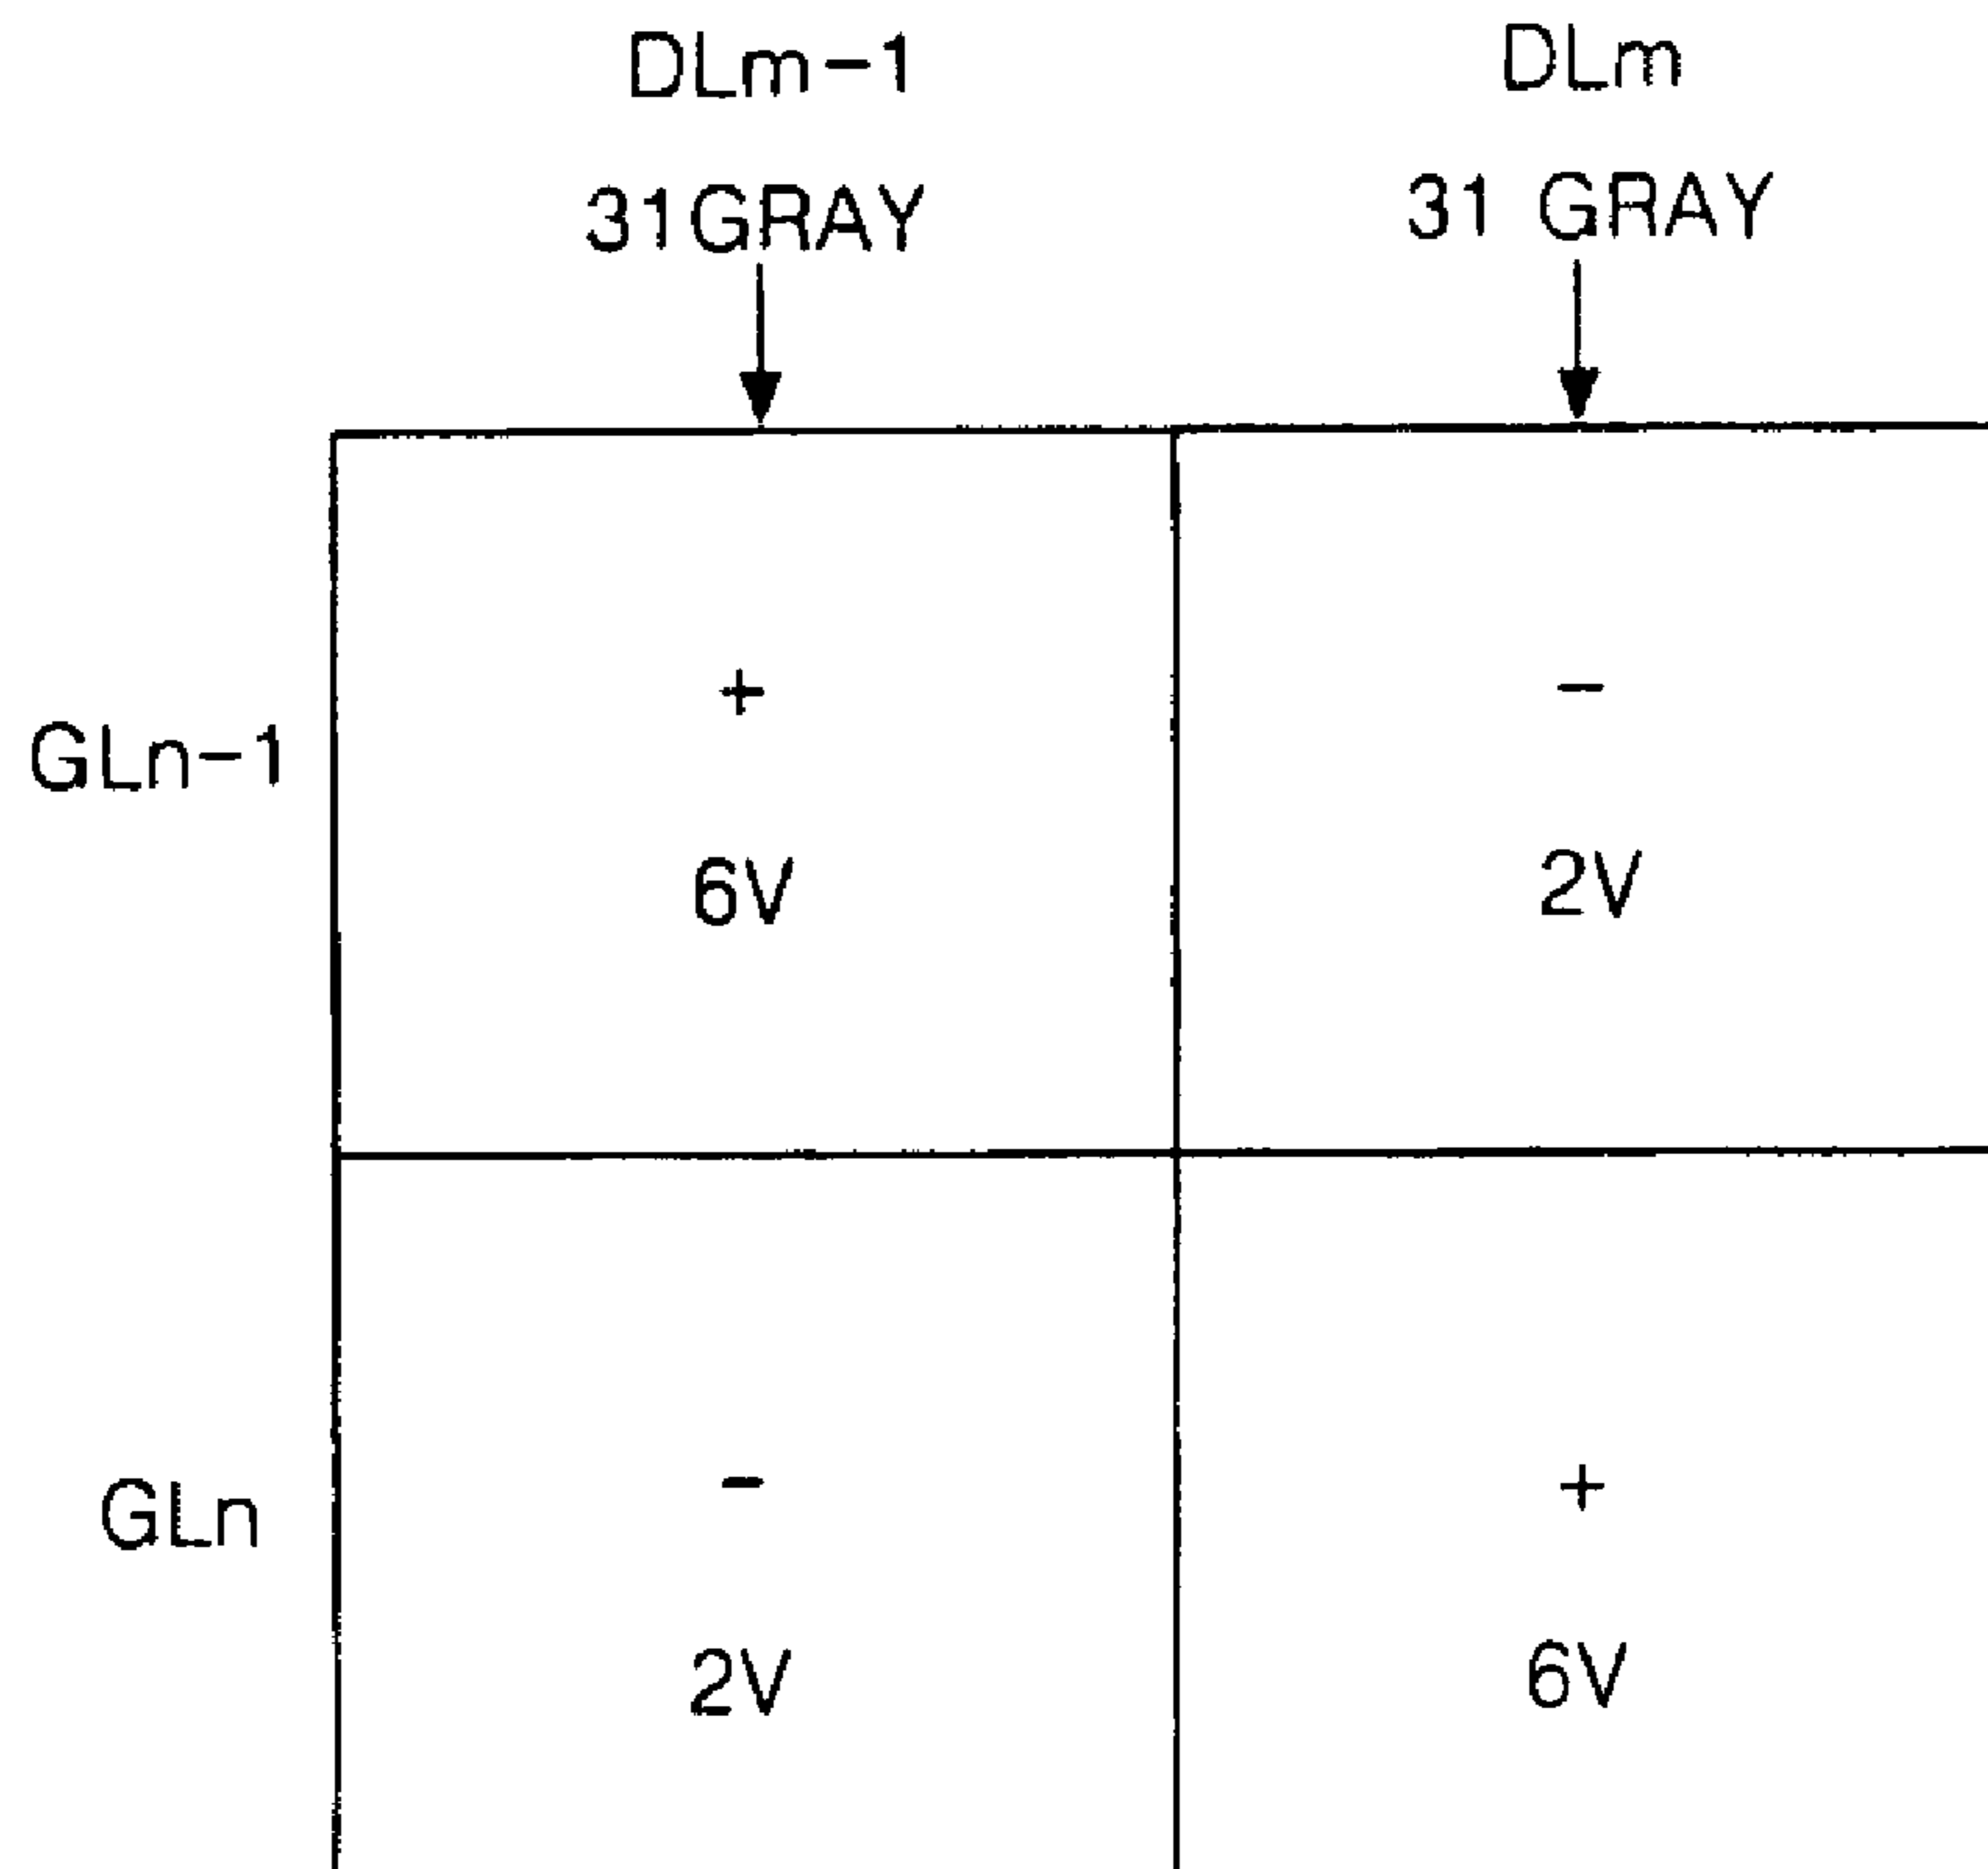 DLm-1 DLm
31GRAY 31 GRAY
+ -
GLn-1
6V 2V
- +
GLn
2V 6V